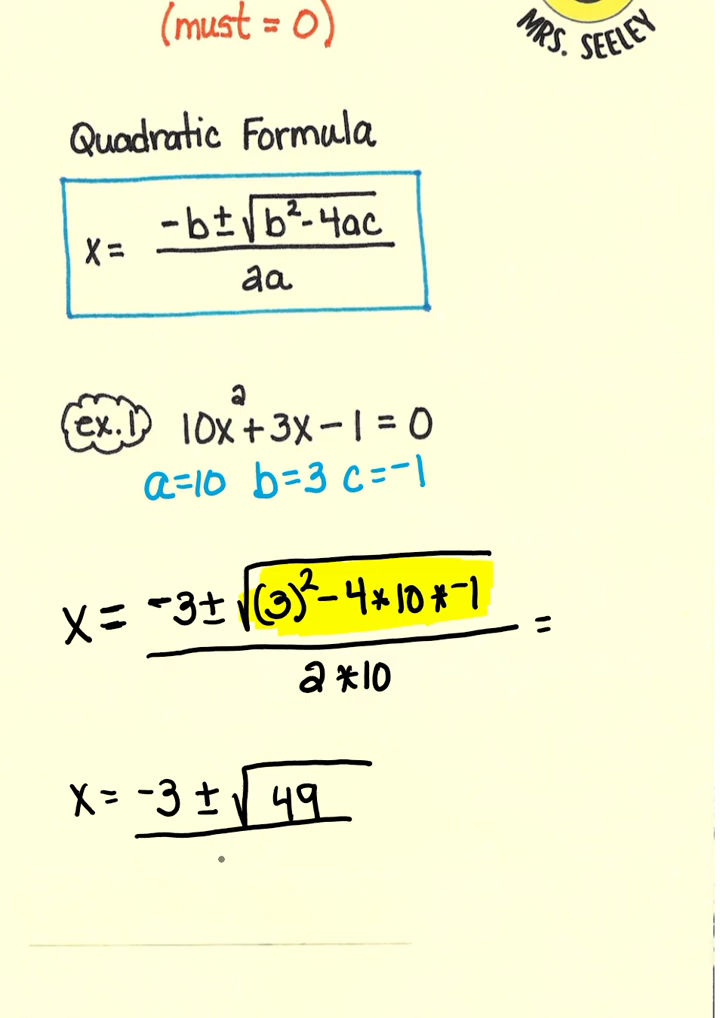 (must = 0)
MRS. SEELEY
Quadratic Formula
x = -b ± √(b² - 4ac) / 2a
ex. 1 10x² + 3x - 1 = 0
a=10 b=3 c=⁻1
x = ⁻3 ± √((3)² - 4*10*⁻1) / 2*10 =
x = -3 ± √49